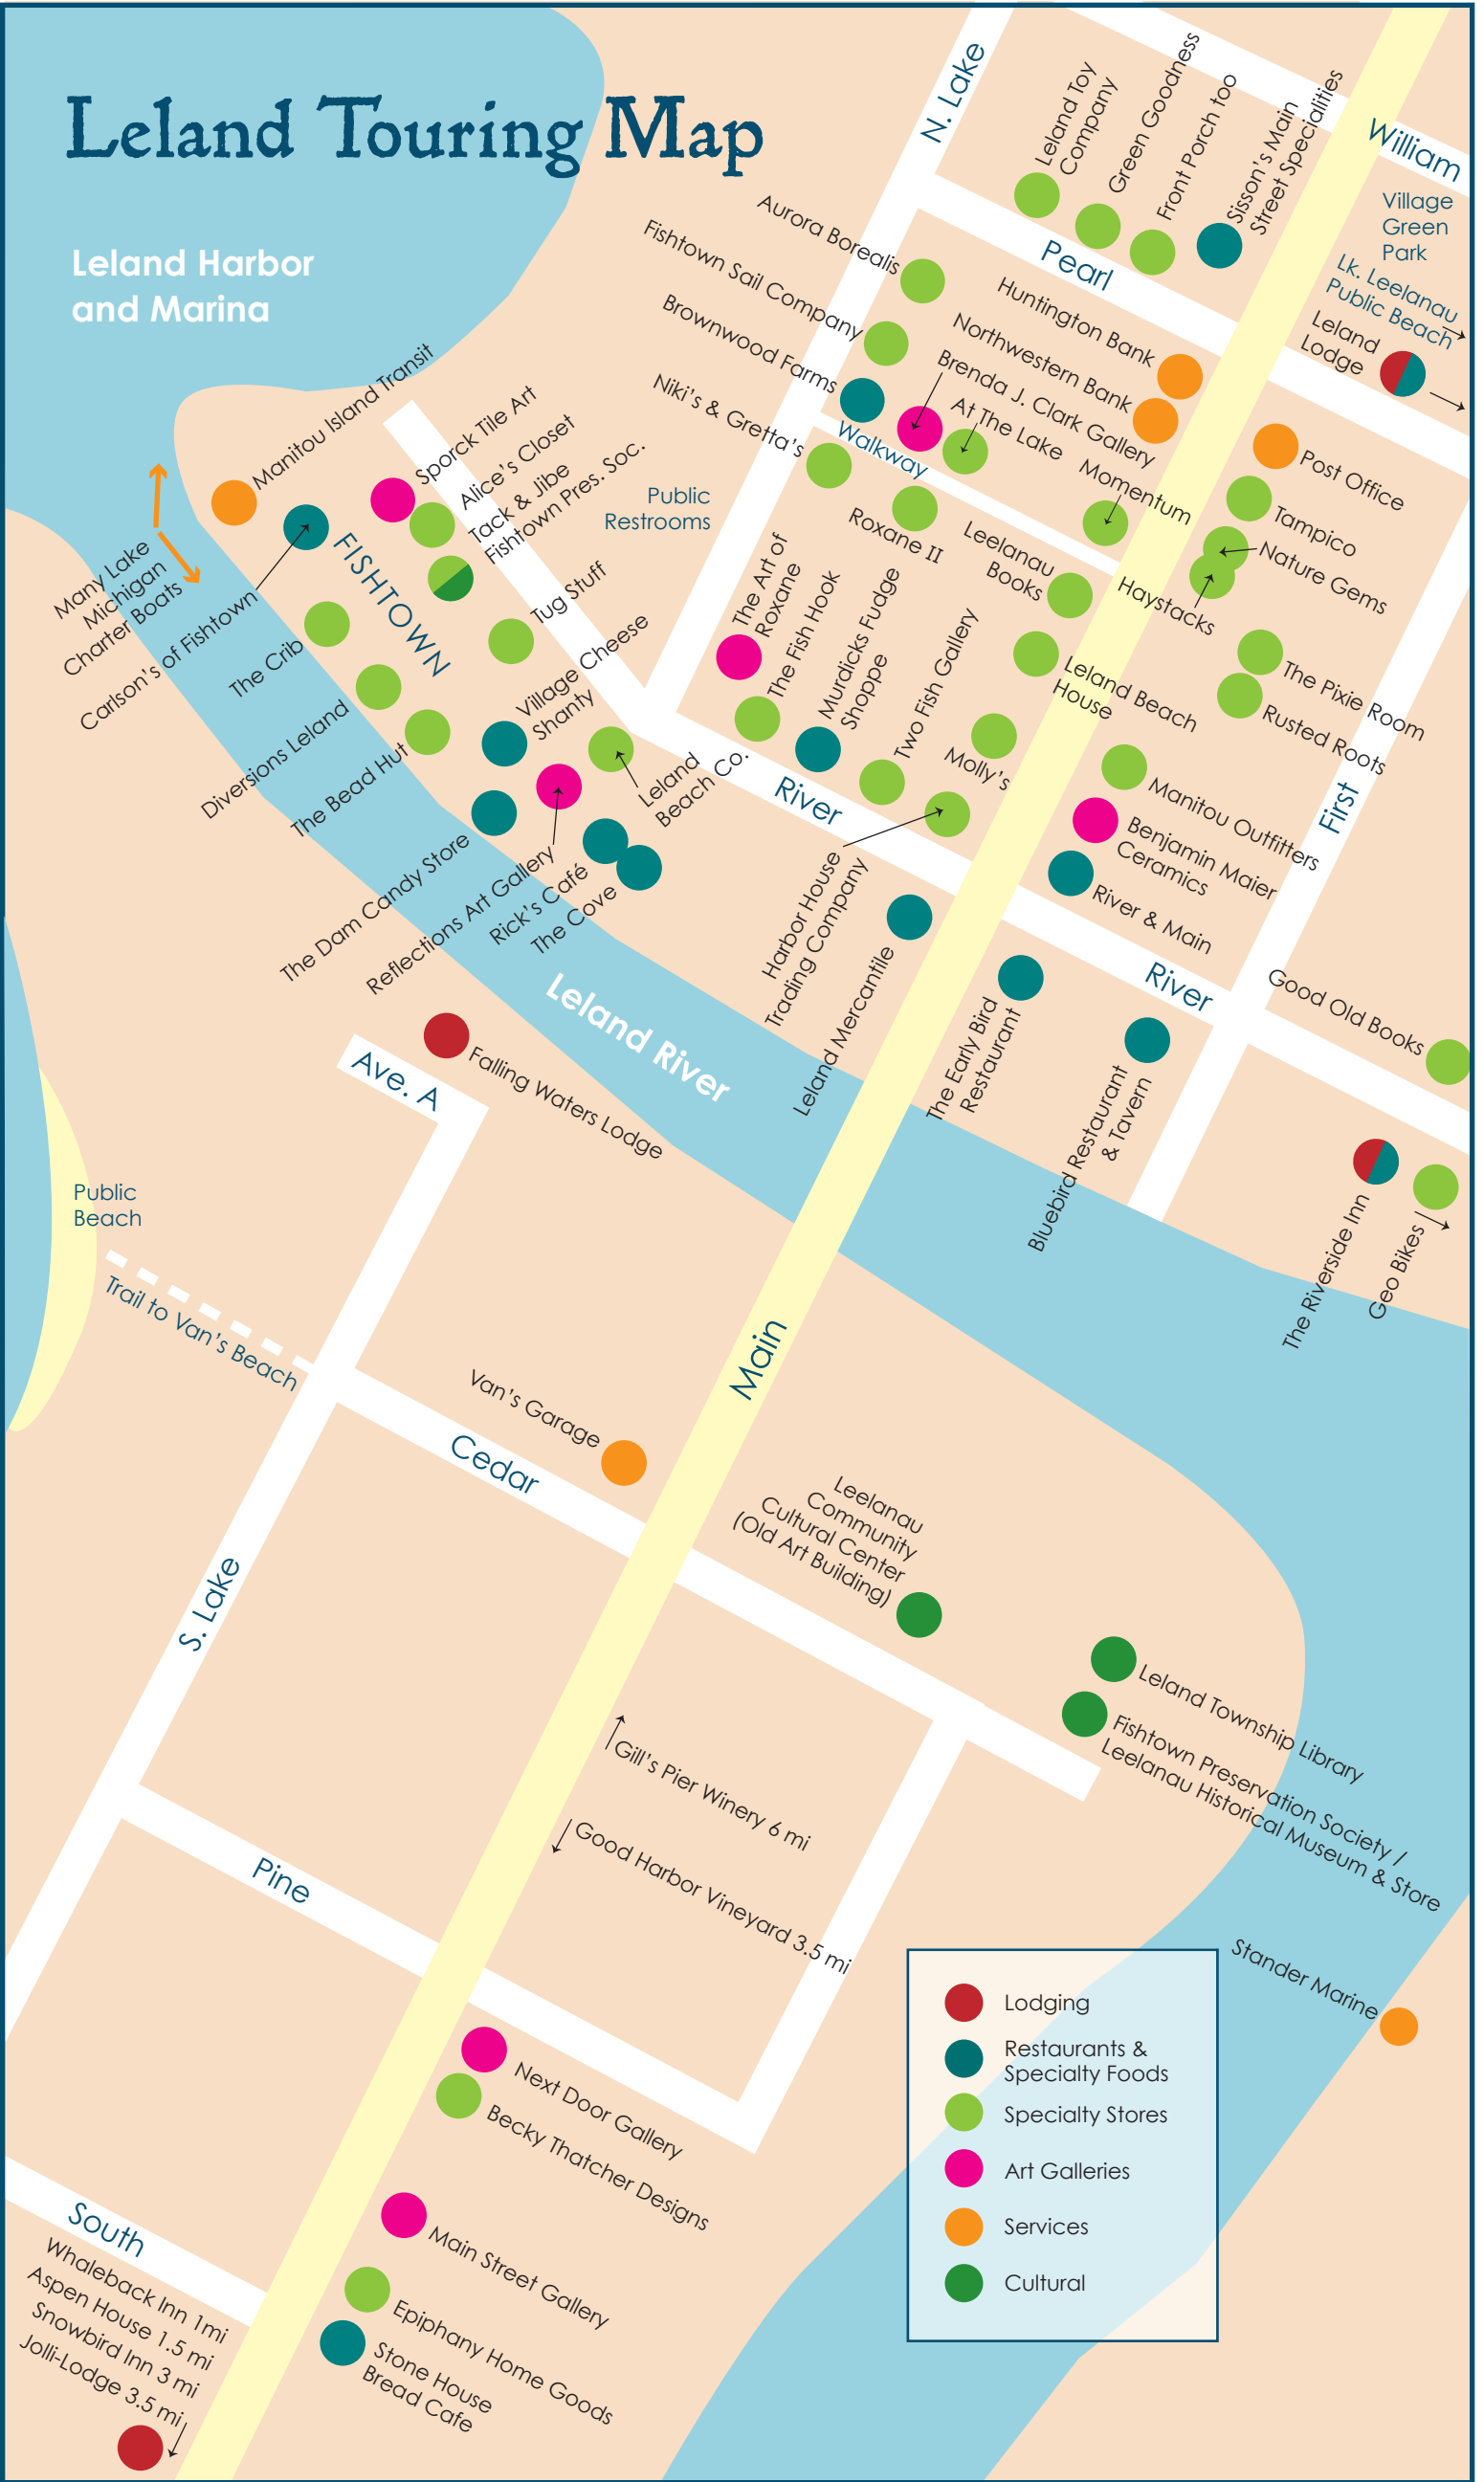 Leland Touring Map
Leland Harbor
and Marina
N. Lake
William
Village
Green
Park
Lk. Leelanau
Public Beach
Leland
Lodge
Leland Toy
Company
Green Goodness
Front Porch too
Sisson's Main
Street Specialities
Pearl
Aurora Borealis
Fishtown Sail Company
Brownwood Farms
Niki's & Gretta's
Huntington Bank
Northwestern Bank
Brenda J. Clark Gallery
At The Lake
Momentum
Walkway
Roxane II
Leelanau
Books
Public
Restrooms
Post Office
Tampico
Nature Gems
Haystacks
The Pixie Room
Rusted Roots
Leland Beach
House
Molly's
Manitou Outfitters
Benjamin Maier
Ceramics
River & Main
First
Manitou Island Transit
Sporck Tile Art
Alice's Closet
Tack & Jibe
Fishtown Pres. Soc.
Tug Stuff
Village Cheese
Shanty
Many Lake
Michigan
Charter Boats
Carlson's of Fishtown
FISHTOWN
The Crib
Diversions Leland
The Bead Hut
The Dam Candy Store
Reflections Art Gallery
Rick's Café
The Cove
Leland
Beach Co.
The Art of
Roxane
The Fish Hook
Murdicks Fudge
Shoppe
Two Fish Gallery
River
Harbor House
Trading Company
Leland Mercantile
The Early Bird
Restaurant
Bluebird Restaurant
& Tavern
River
Good Old Books
The Riverside Inn
Geo Bikes
Leland River
Falling Waters Lodge
Ave. A
Public
Beach
Trail to Van's Beach
Main
Van's Garage
Cedar
S. Lake
Leelanau
Community
Cultural Center
(Old Art Building)
Leland Township Library
Fishtown Preservation Society /
Leelanau Historical Museum & Store
Gill's Pier Winery 6 mi
Good Harbor Vineyard 3.5 mi
Pine
Stander Marine
Next Door Gallery
Becky Thatcher Designs
Main Street Gallery
Epiphany Home Goods
Stone House
Bread Cafe
South
Whaleback Inn 1mi
Aspen House 1.5 mi
Snowbird Inn 3 mi
Jolli-Lodge 3.5 mi
Lodging
Restaurants &
Specialty Foods
Specialty Stores
Art Galleries
Services
Cultural